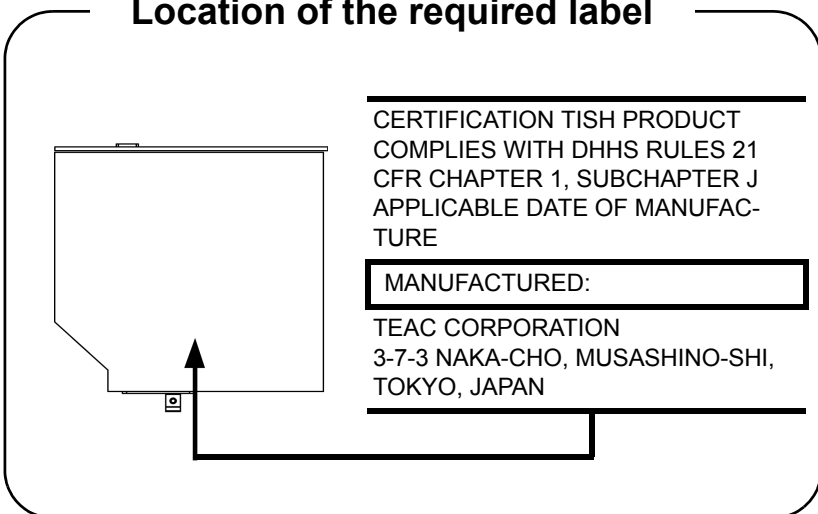 Location of the required label
CERTIFICATION TISH PRODUCT
COMPLIES WITH DHHS RULES 21
CFR CHAPTER 1, SUBCHAPTER J
APPLICABLE DATE OF MANUFAC-
TURE
MANUFACTURED:
TEAC CORPORATION
3-7-3 NAKA-CHO, MUSASHINO-SHI,
TOKYO, JAPAN